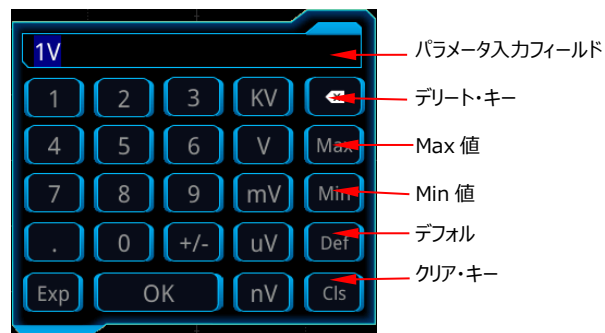 1V
パラメータ入力フィールド
1 2 3 KV
デリート・キー
4 5 6 V Max
Max 値
7 8 9 mV Min
Min 値
. 0 +/- uV Def
デフォル
Exp OK nV Cls
クリア・キー